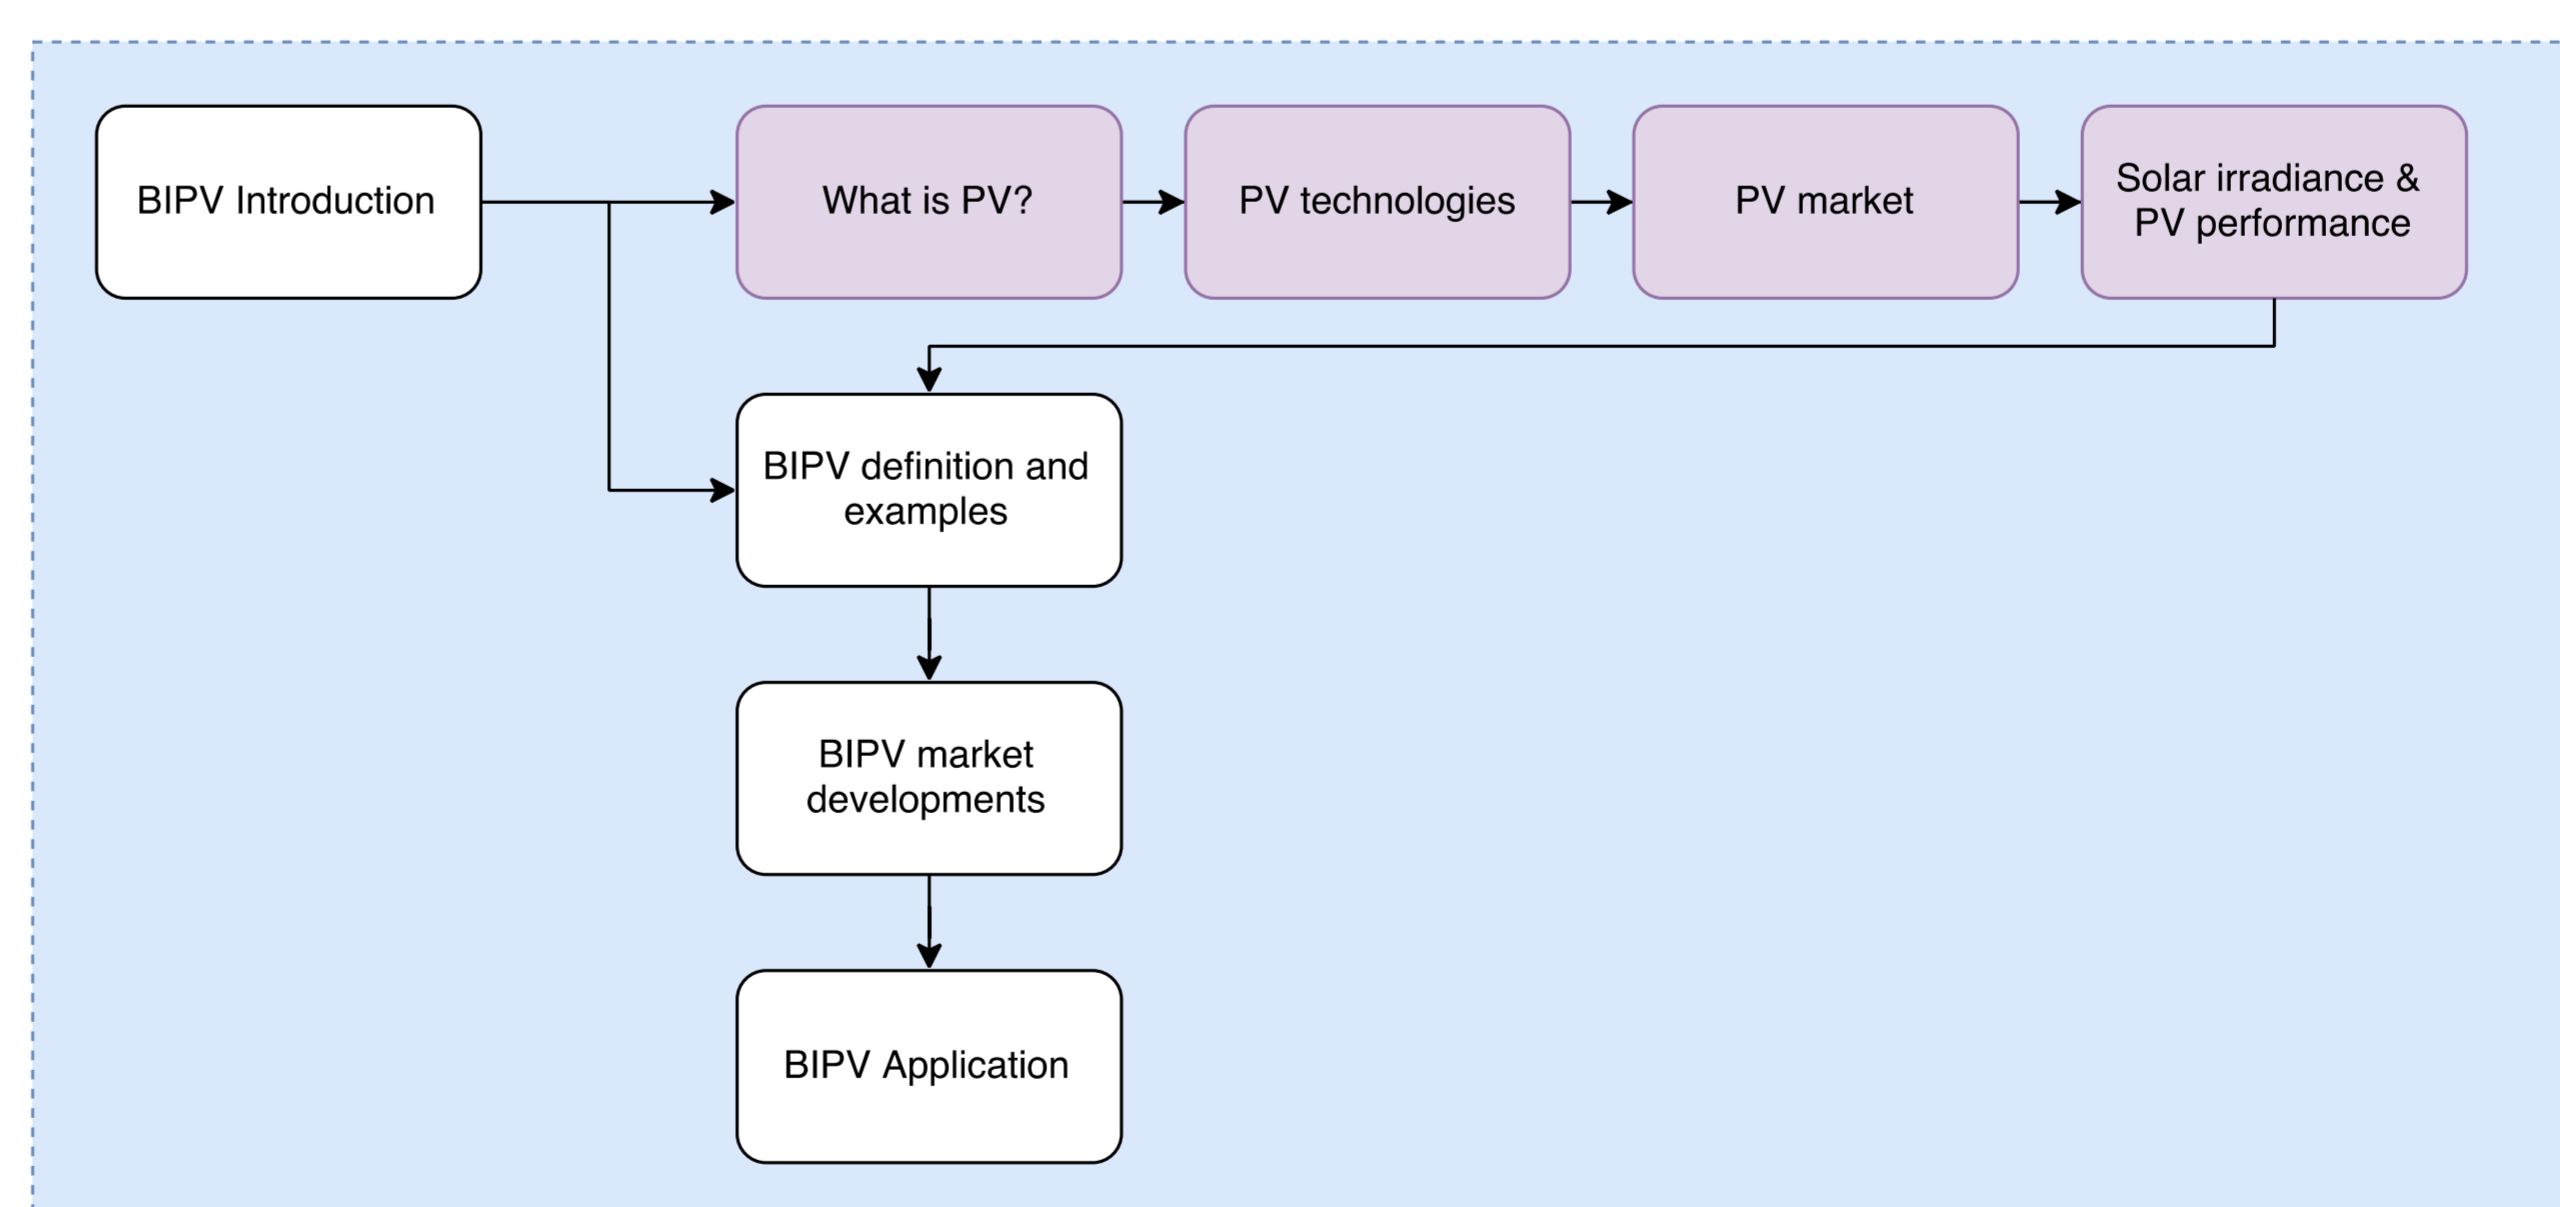 BIPV Introduction
What is PV?
PV technologies
PV market
Solar irradiance &
PV performance
BIPV definition and
examples
BIPV market
developments
BIPV Application